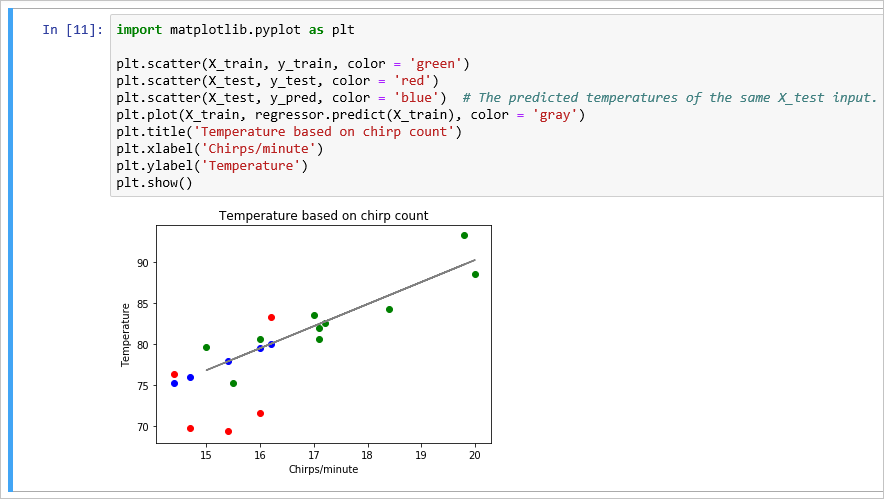 In [11]: import matplotlib.pyplot as plt
plt.scatter(X_train, y_train, color = 'green')
plt.scatter(X_test, y_test, color = 'red')
plt.scatter(X_test, y_pred, color = 'blue')  # The predicted temperatures of the same X_test input.
plt.plot(X_train, regressor.predict(X_train), color = 'gray')
plt.title('Temperature based on chirp count')
plt.xlabel('Chirps/minute')
plt.ylabel('Temperature')
plt.show()
Temperature based on chirp count
90
85
80
75
70
Temperature
15 16 17 18 19 20
Chirps/minute